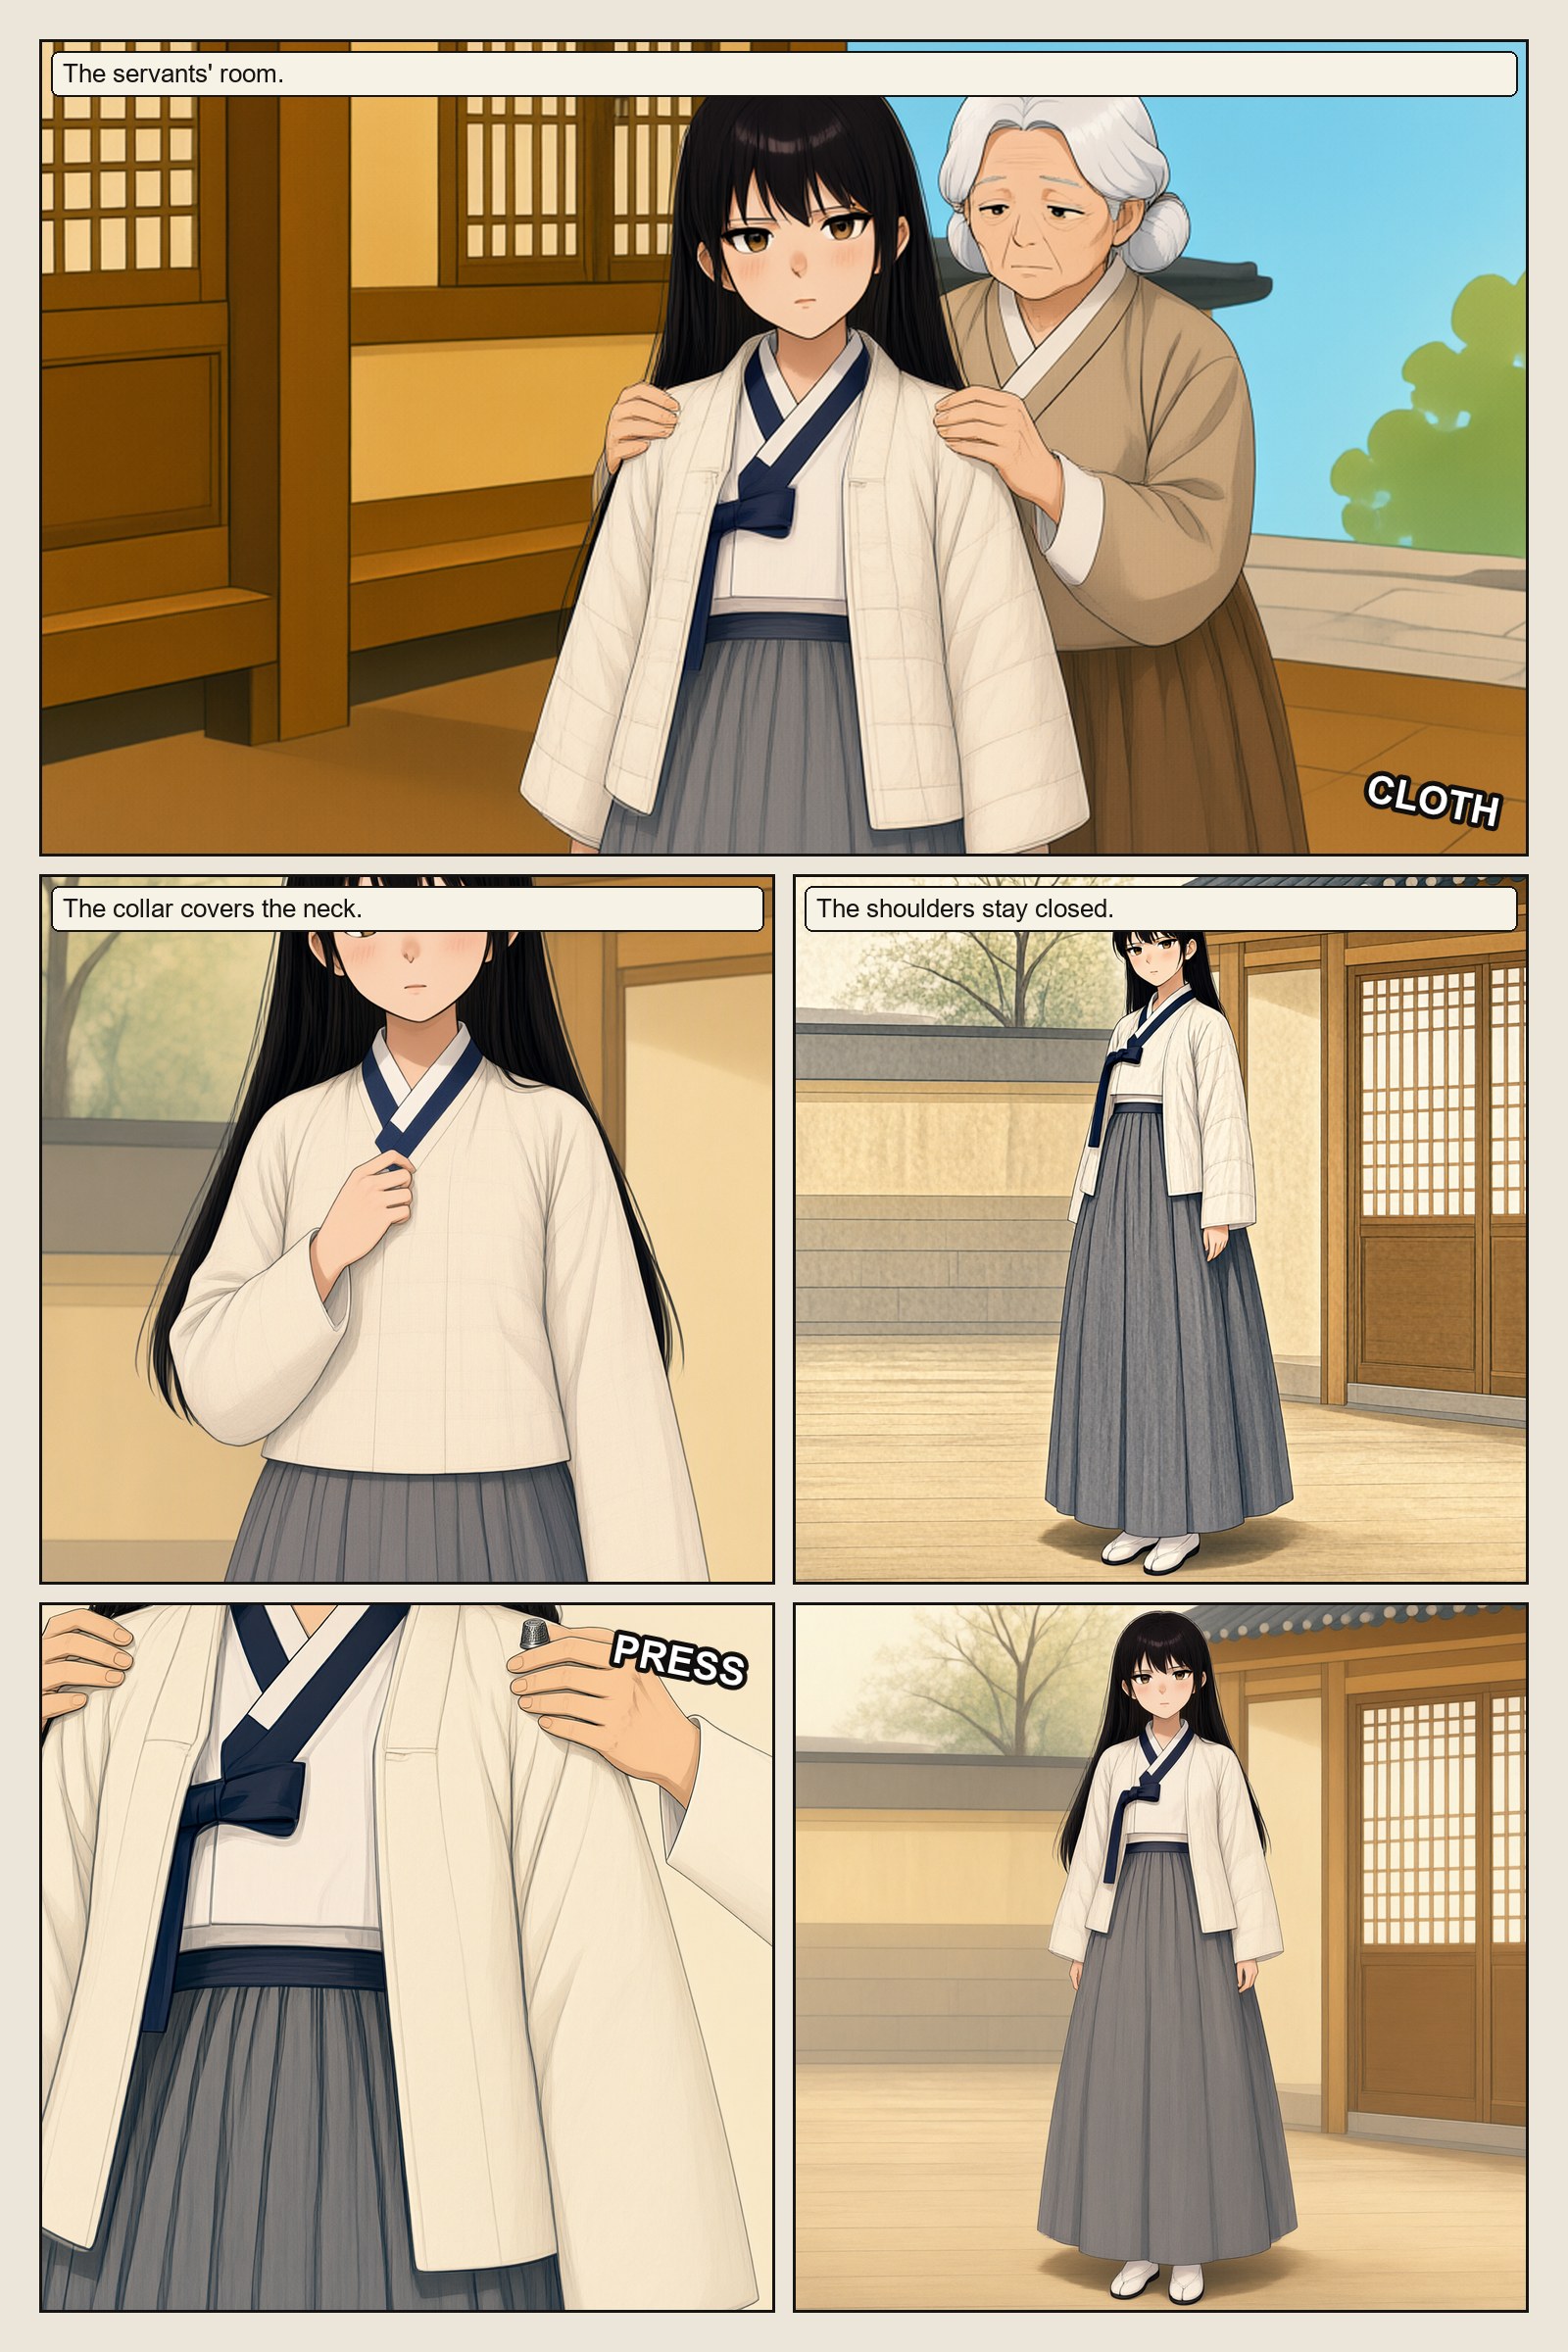 The servants' room.
CLOTH
The collar covers the neck.
The shoulders stay closed.
PRESS